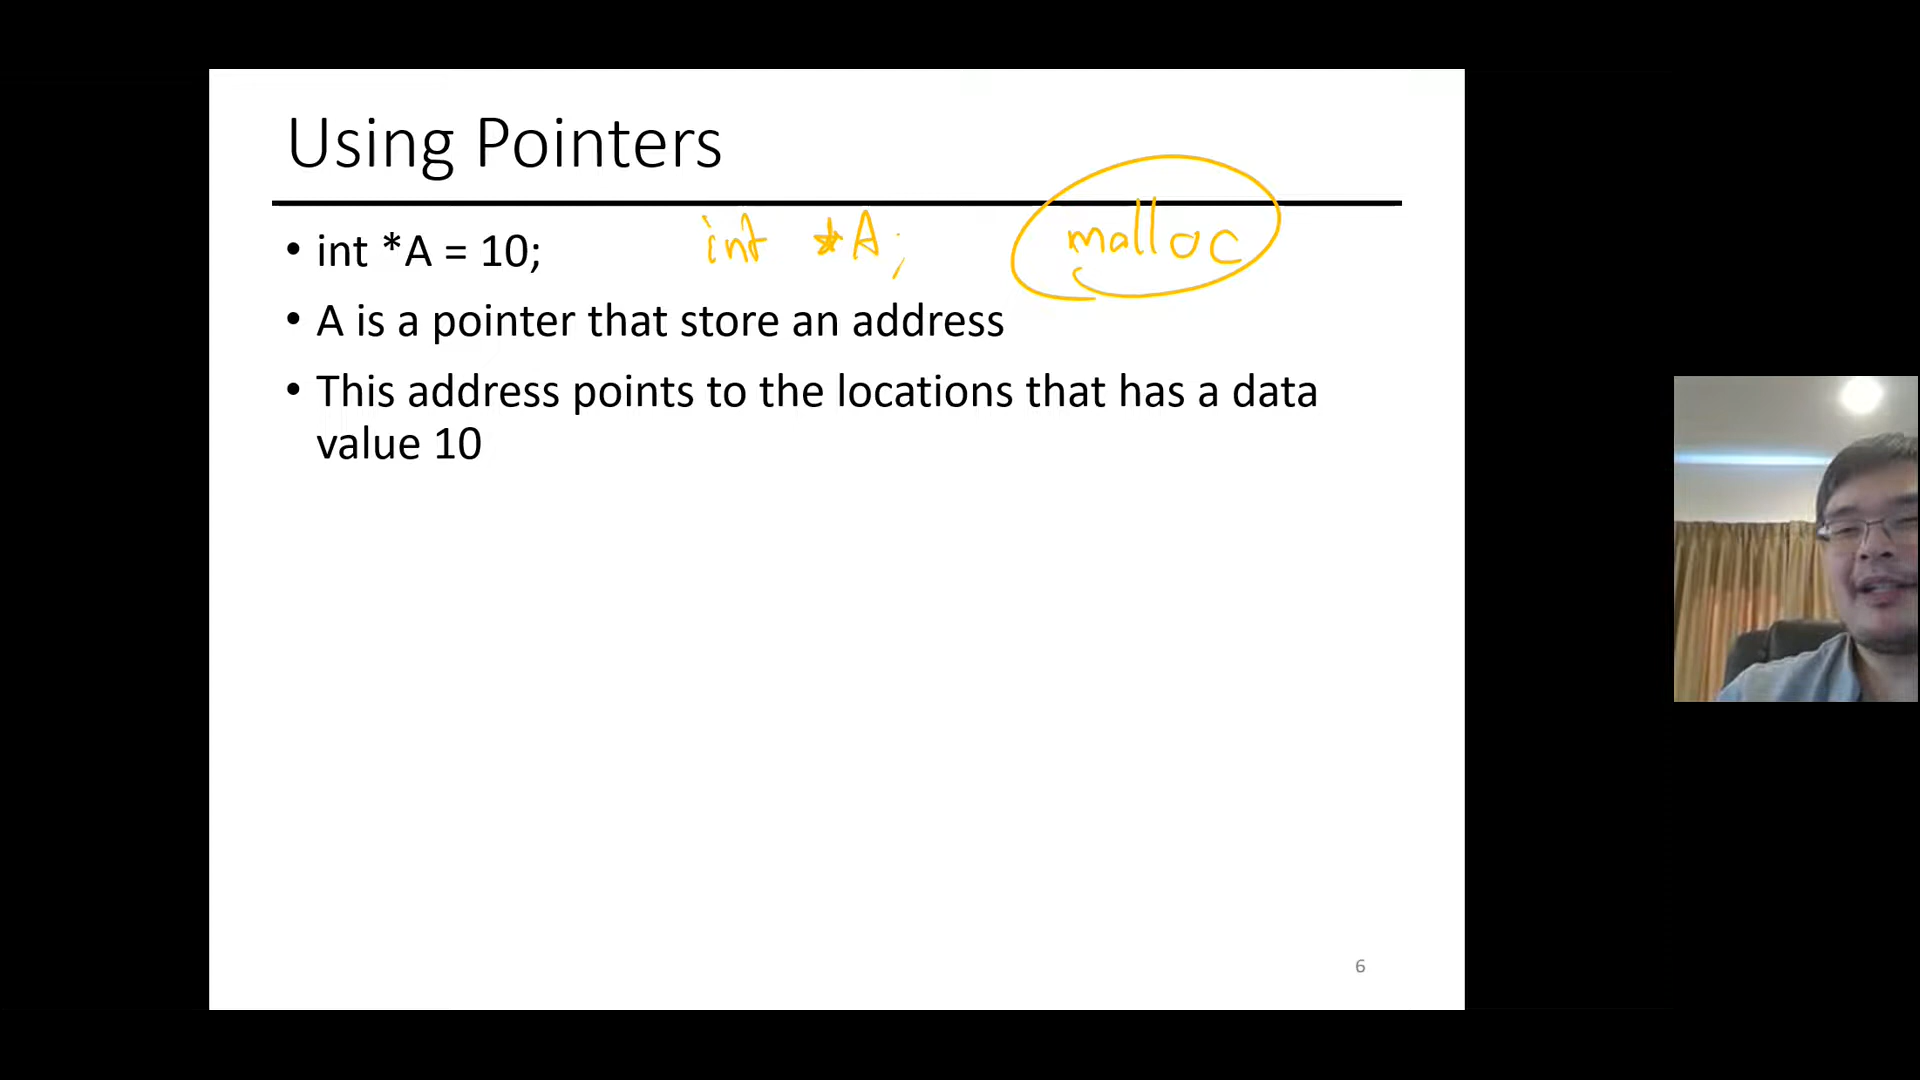 Using Pointers
• int *A = 10;
int *A;
malloc
• A is a pointer that store an address
• This address points to the locations that has a data
value 10
6